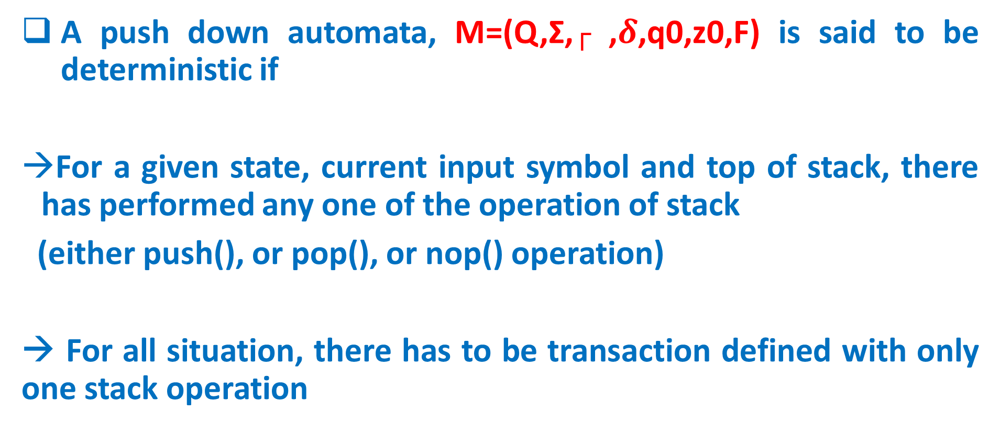 ❑ A push down automata, M=(Q,Σ,┌ ,𝜹,q0,z0,F) is said to be
deterministic if
→For a given state, current input symbol and top of stack, there
has performed any one of the operation of stack
(either push(), or pop(), or nop() operation)
→ For all situation, there has to be transaction defined with only
one stack operation